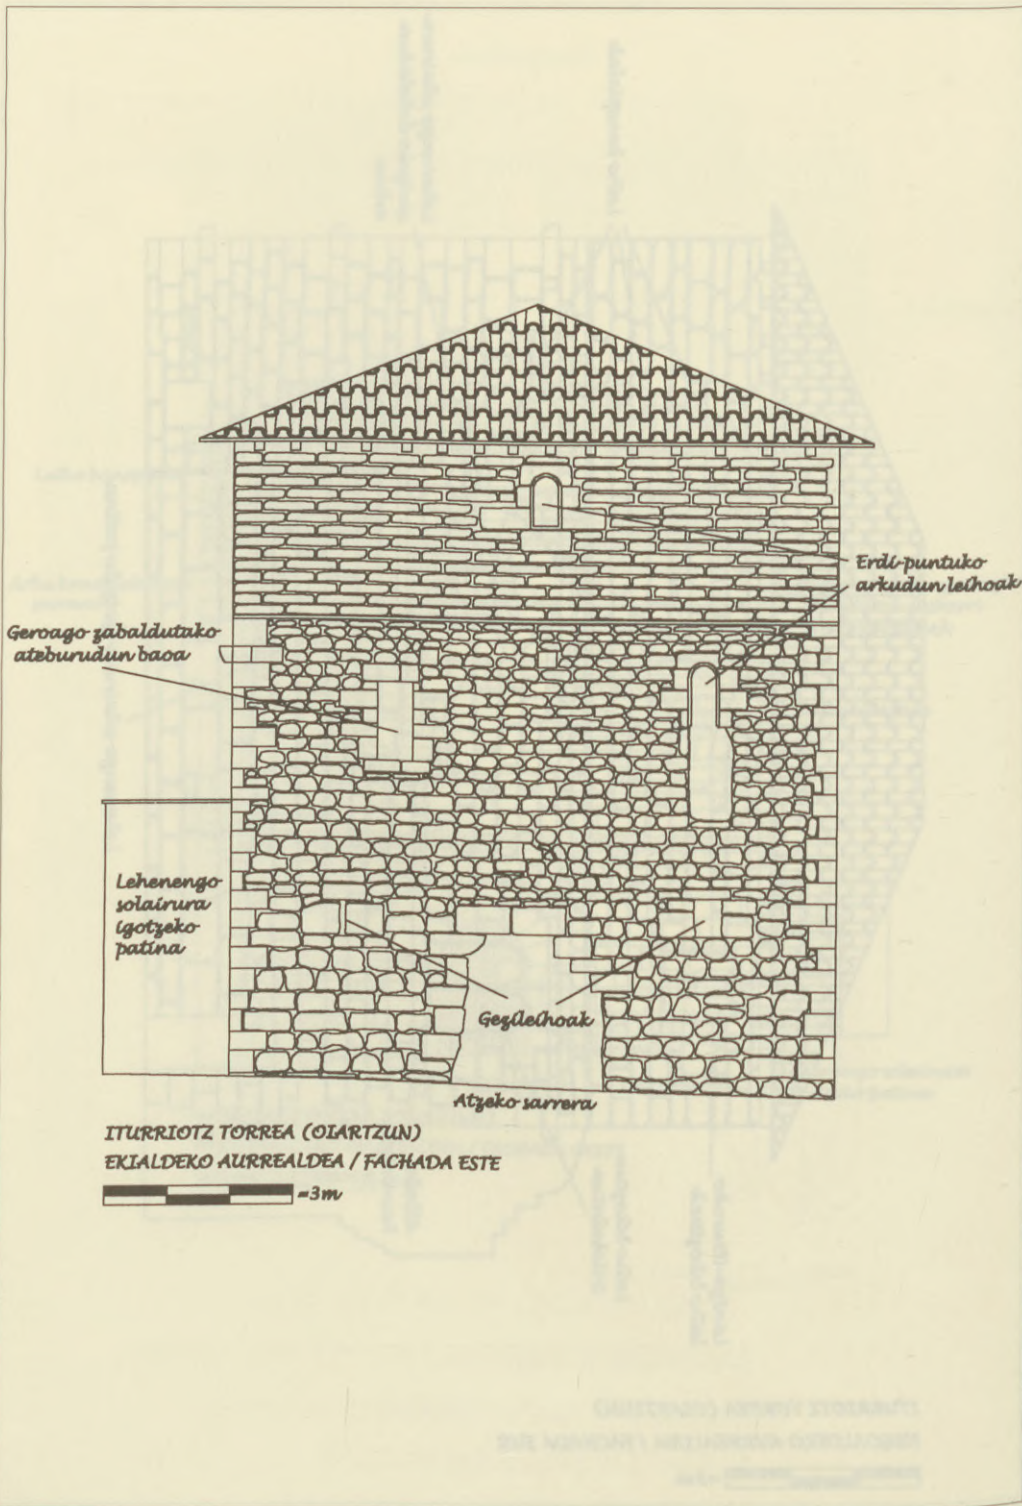 Erdi-puntuko
arkudun leihoak
Geroago zabaldutako
ateburudun baoa
Lehenengo
solairura
igotzeko
patina
Gezileihoak
Atzeko sarrera
ITURRIOTZ TORREA (OIARTZUN)
EKIALDEKO AURREALDEA / FACHADA ESTE
=3m